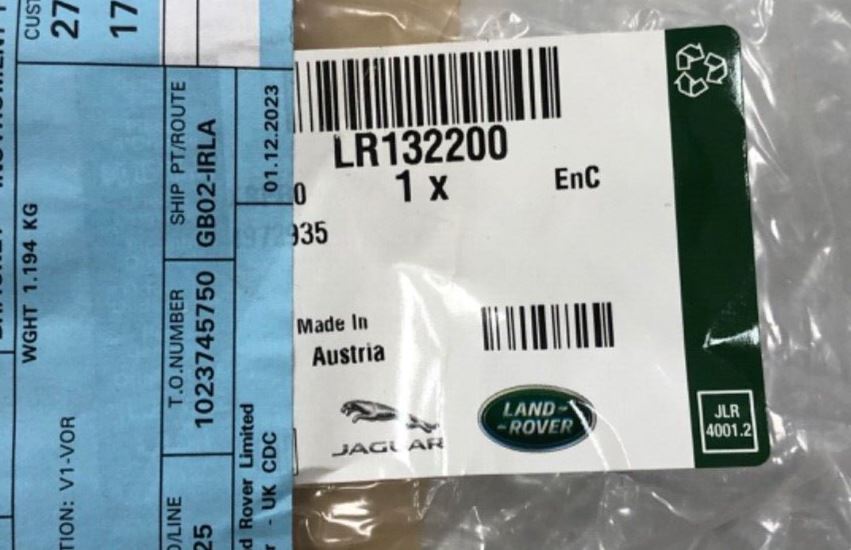 CUST
27
17
WGHT 1.194 KG
TION: V1-VOR
SHIP PT/ROUTE
GB02-IRLA
T.O.NUMBER
1023745750
O/LINE
25
01.12.2023
d Rover Limited
r - UK CDC
LR132200
1 x
EnC
0
935
Made In
Austria
JAGUAR
LAND-
-ROVER
JLR
4001.2